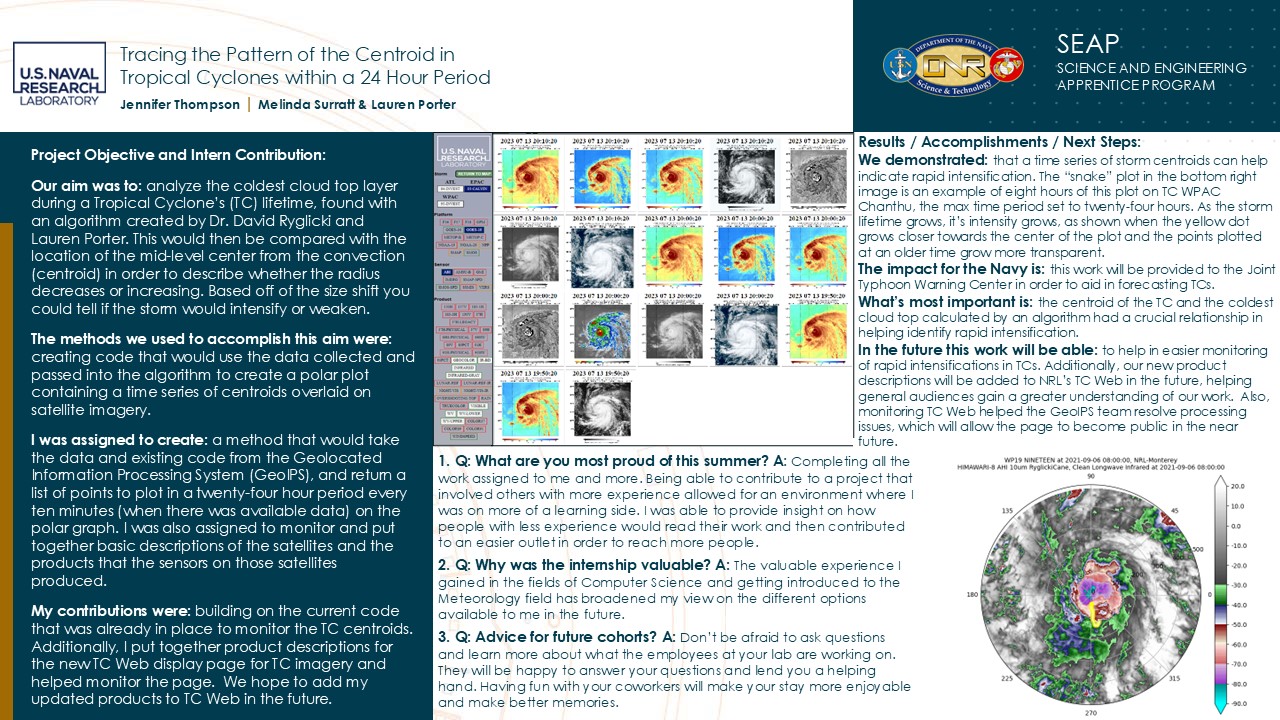 U.S. NAVAL
RESEARCH
LABORATORY
Tracing the Pattern of the Centroid in
Tropical Cyclones within a 24 Hour Period
Jennifer Thompson | Melinda Surratt & Lauren Porter
DEPARTMENT OF THE NAVY
ONR
Science & Technology
SEAP
SCIENCE AND ENGINEERING
APPRENTICE PROGRAM
Project Objective and Intern Contribution:
Our aim was to: analyze the coldest cloud top layer
during a Tropical Cyclone's (TC) lifetime, found with
an algorithm created by Dr. David Ryglicki and
Lauren Porter. This would then be compared with the
location of the mid-level center from the convection
(centroid) in order to describe whether the radius
decreases or increases. Based off of the size shift you
could tell if the storm would intensify or weaken.
The methods we used to accomplish this aim were:
creating code that would use the data collected and
passed into the algorithm to create a polar plot
containing a time series of centroids overlaid on
satellite imagery.
I was assigned to create: a method that would take
the data and existing code from the Geolocated
Information Processing System (GeoIPS), and return a
list of points to plot in a twenty-four hour period every
ten minutes (when there was available data) on the
polar graph. I was also assigned to monitor and put
together basic descriptions of the satellites and the
products that the sensors on those satellites
produced.
My contributions were: building on the current code
that was already in place to monitor the TC centroids.
Additionally, I put together product descriptions for
the new TC Web display page for TC imagery and
helped monitor the page. We hope to add my
updated products to TC Web in the future.
U.S. NAVAL
RESEARCH
LABORATORY
Storm
RETURN TO MAP
ATL
EPAC
WPAC
Platform
Sensor
Product
2023 07 13 20:10:20
2023 07 13 20:10:20
2023 07 13 20:10:20
2023 07 13 20:10:20
2023 07 13 20:10:20
2023 07 13 20:10:20
2023 07 13 20:10:20
2023 07 13 20:00:20
2023 07 13 20:00:20
2023 07 13 20:00:20
2023 07 13 20:00:20
2023 07 13 20:10:20
2023 07 13 20:00:20
2023 07 13 20:00:20
2023 07 13 19:50:20
2023 07 13 19:50:20
2023 07 13 19:50:20
1. Q: What are you most proud of this summer? A: Completing all the
work assigned to me and more. Being able to contribute to a project that
involved others with more experience allowed for an environment where I
was on more of a learning side. I was able to provide insight on how
people with less experience would read their work and then contributed
to an easier outlet in order to reach more people.
2. Q: Why was the internship valuable? A: The valuable experience I
gained in the fields of Computer Science and getting introduced to the
Meteorology field has broadened my view on the different options
available to me in the future.
3. Q: Advice for future cohorts? A: Don't be afraid to ask questions
and learn more about what the employees at your lab are working on.
They will be happy to answer your questions and lend you a helping
hand. Having fun with your coworkers will make your stay more enjoyable
and make better memories.
Results / Accomplishments / Next Steps:
We demonstrated: that a time series of storm centroids can help
indicate rapid intensification. The "snake" plot in the bottom right
image is an example of eight hours of this plot of TC WPAC
Chanthu, the max time period set to twenty-four hours. As the storm
lifetime grows, it's intensity grows, as shown when the yellow dot
grows closer towards the center of the plot and the points plotted
at an older time grow more transparent.
The impact for the Navy is: this work will be provided to the Joint
Typhoon Warning Center in order to aid in forecasting TCs.
What's most important is: the centroid of the TC and the coldest
cloud top calculated by an algorithm had a direct relationship in
helping identify rapid intensification.
In the future this work will be able: to help further monitoring
of rapid intensifications in TCs. Additionally, our new product
descriptions will be added to NRL's TC Web in the future, helping
general audiences gain a greater understanding of our work. Also
monitoring TC Web helped the GeoIPS team resolve processing
issues, which will allow the page to become public in the near
future.
WP19 NINETEEN at 2021-09-06 08:00:00, NRL-Monterey
HIMAWARI-8 AHI 10um RyglickiCane, Clean Longwave Infrared at 2021-09-06 08:00:00
90
135
45
500
180
0
225
315
270
20.0
10.0
0.0
-10.0
-20.0
-30.0
-40.0
-50.0
-60.0
-70.0
-80.0
-90.0